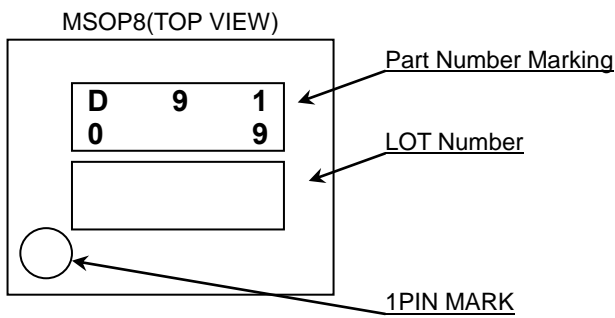 MSOP8(TOP VIEW)
Part Number Marking
D 9 1
0 9
LOT Number
1PIN MARK